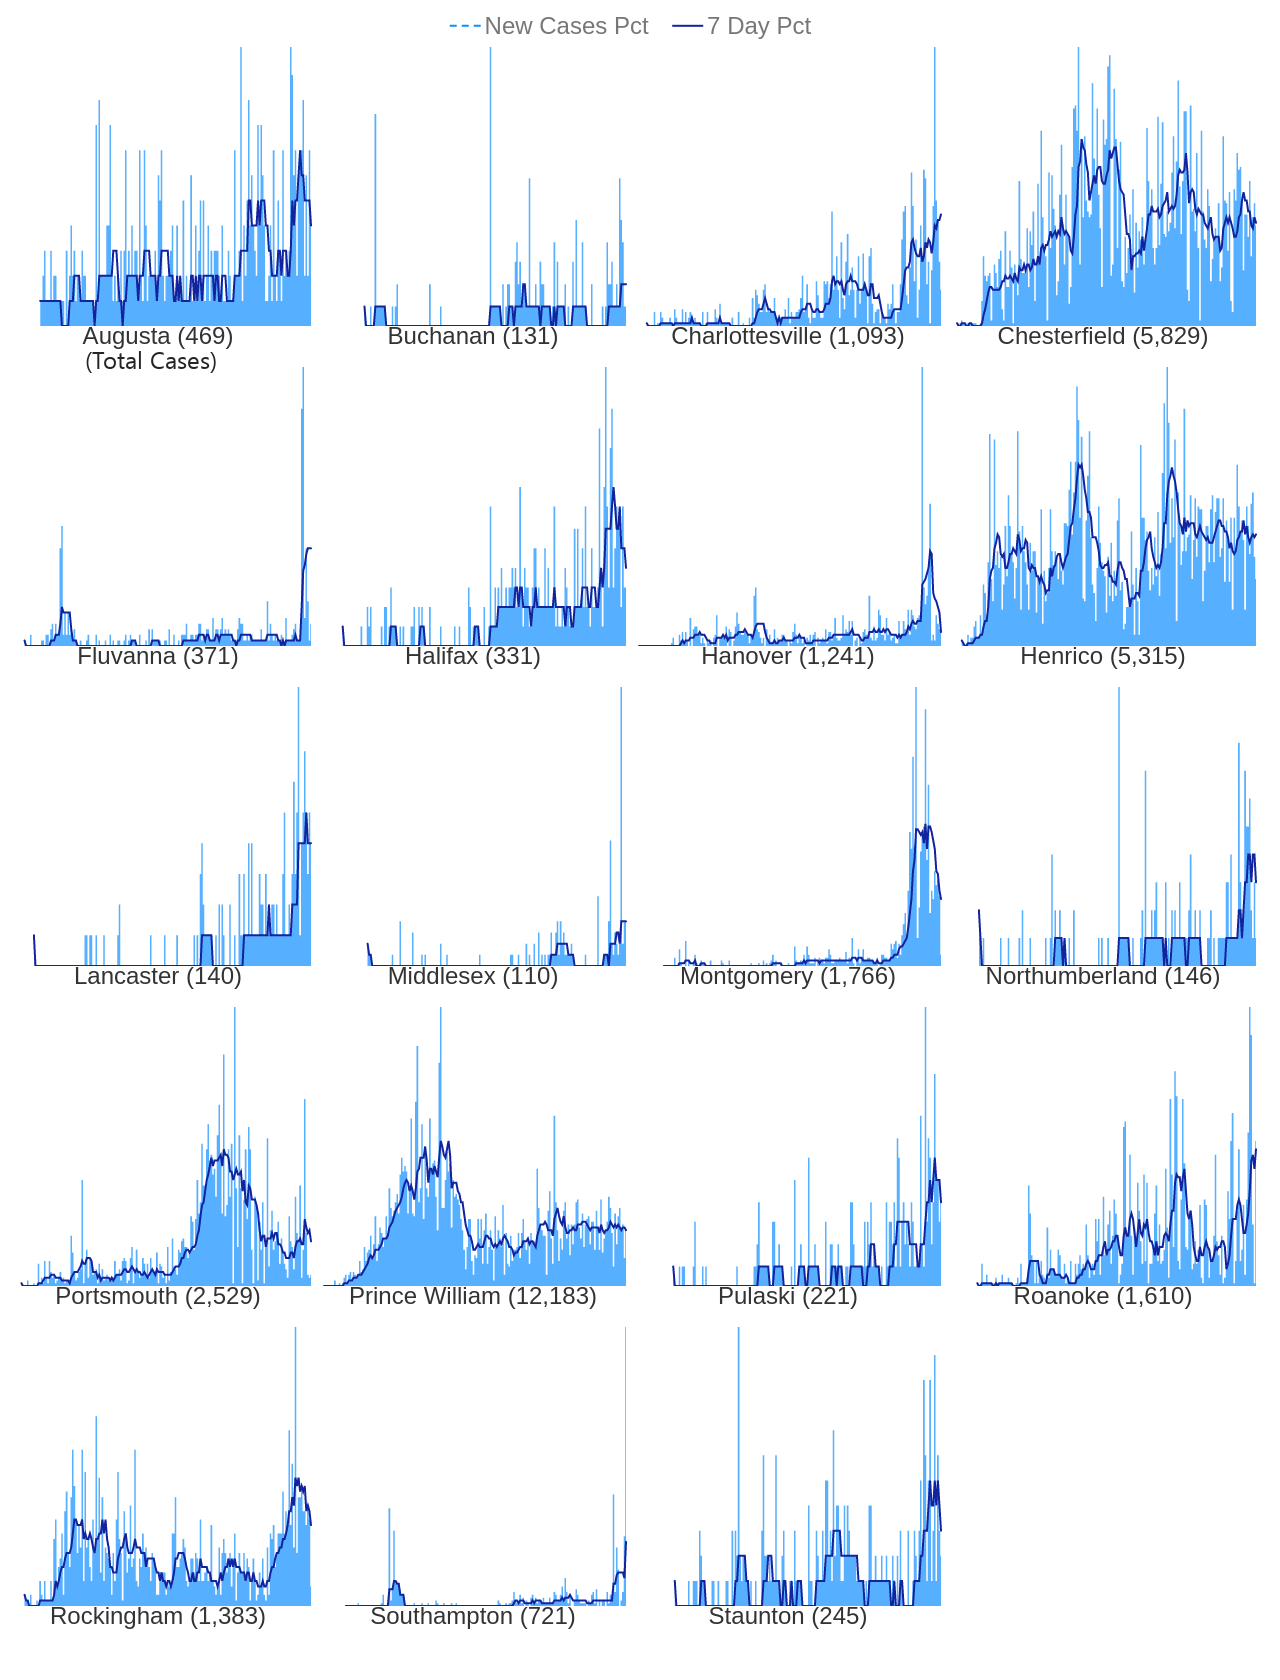 New Cases Pct 7 Day Pct
Augusta (469) Buchanan (131) Charlottesville (1,093) Chesterfield (5,829)
(Total Cases)
Fluvanna (371) Halifax (331) Hanover (1,241) Henrico (5,315)
Lancaster (140) Middlesex (110) Montgomery (1,766) Northumberland (146)
Portsmouth (2,529) Prince William (12,183) Pulaski (221) Roanoke (1,610)
Rockingham (1,383) Southampton (721) Staunton (245)